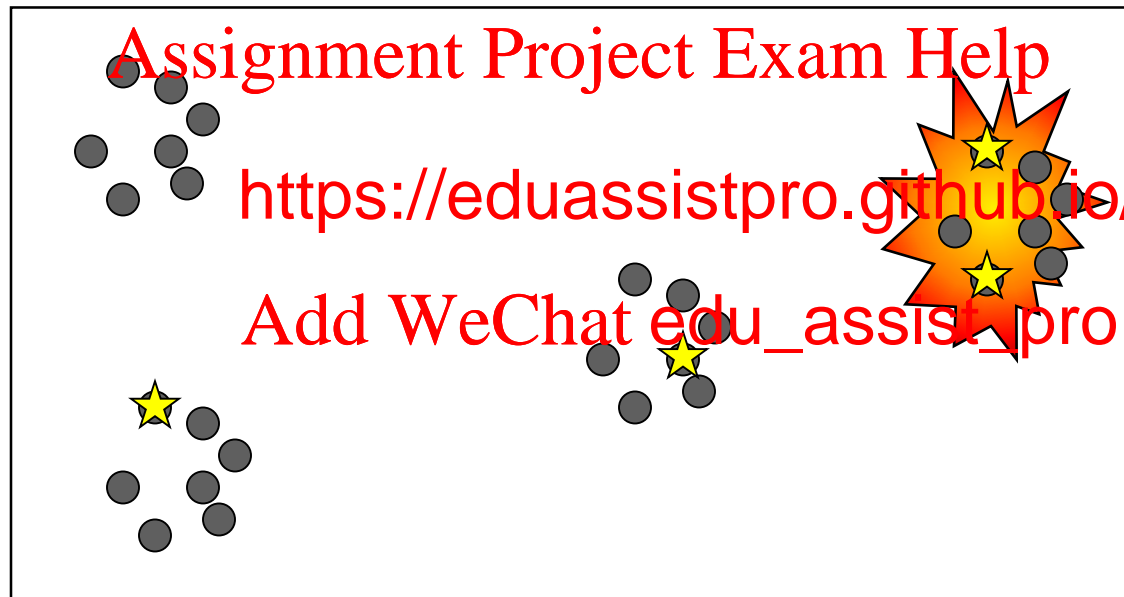 Assignment Project Exam Help
https://eduassistpro.github.io/
Add WeChat edu_assist_pro